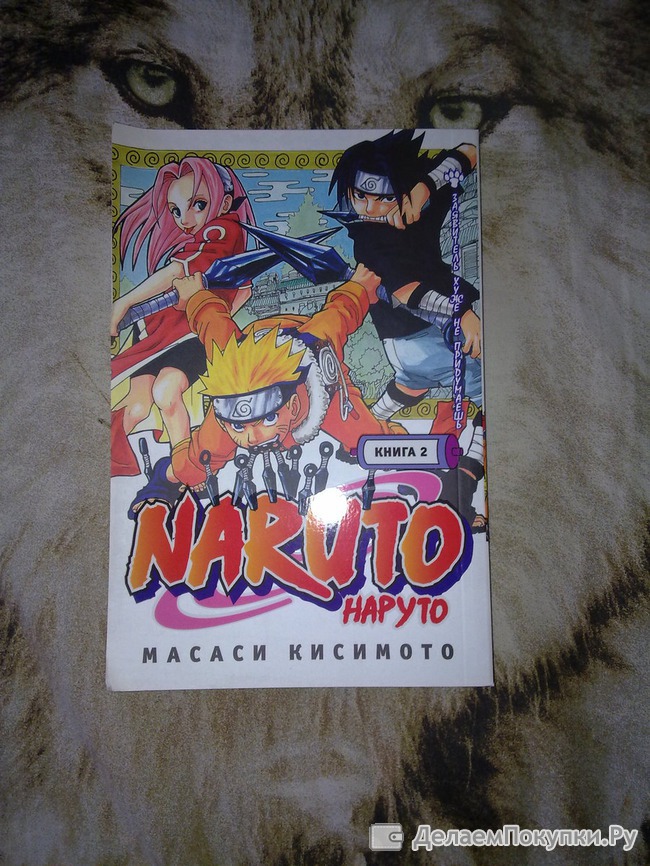 ЗАЯВИТЕЛЬ ХУЖЕ НЕ ПРИДУМАЕШЬ
КНИГА 2
NARUTO
НАРУТО
МАСАСИ КИСИМОТО
ДелаемПокупки.Ру